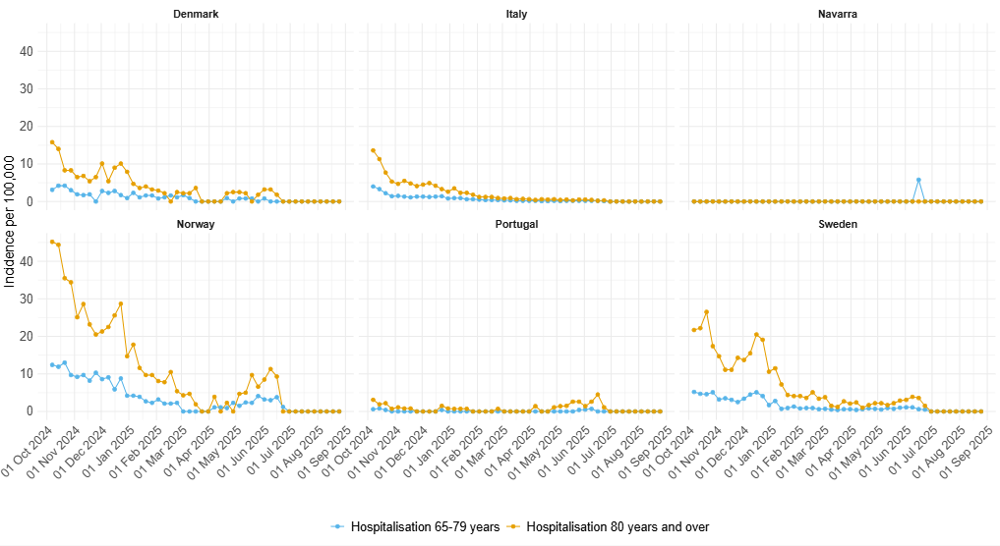 Denmark
Italy
Navarra
40
30
20
10
0
Incidence per 100,000
Norway
Portugal
Sweden
40
30
20
10
0
01 Oct 2024
01 Nov 2024
01 Dec 2024
01 Jan 2025
01 Feb 2025
01 Mar 2025
01 Apr 2025
01 May 2025
01 Jun 2025
01 Jul 2025
01 Aug 2025
01 Sep 2025
01 Oct 2024
01 Nov 2024
01 Dec 2024
01 Jan 2025
01 Feb 2025
01 Mar 2025
01 Apr 2025
01 May 2025
01 Jun 2025
01 Jul 2025
01 Aug 2025
01 Sep 2025
01 Oct 2024
01 Nov 2024
01 Dec 2024
01 Jan 2025
01 Feb 2025
01 Mar 2025
01 Apr 2025
01 May 2025
01 Jun 2025
01 Jul 2025
01 Aug 2025
01 Sep 2025
Hospitalisation 65-79 years
Hospitalisation 80 years and over